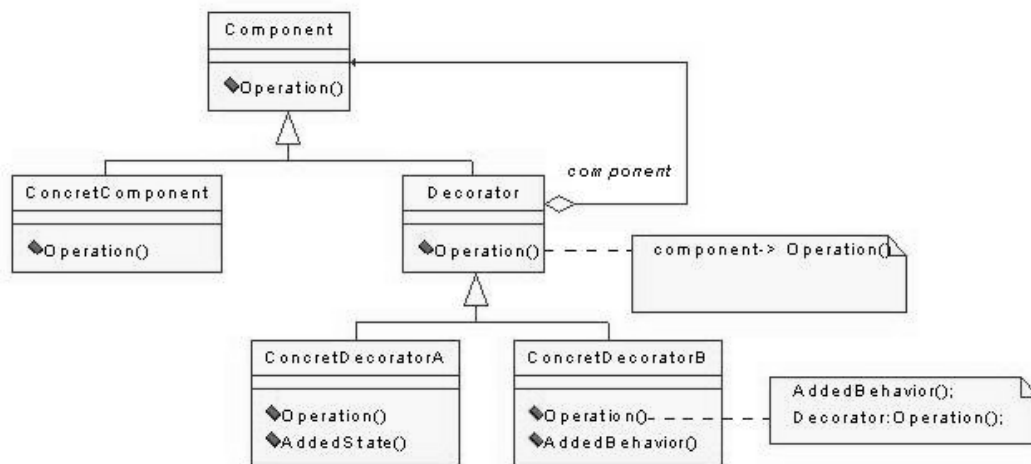 Component
Operation()
component
ConcretComponent
Operation()
Decorator
Operation()
component-> Operation()
ConcretDecoratorA
Operation()
AddedState()
ConcretDecoratorB
Operation()
AddedBehavior()
AddedBehavior();
Decorator:Operation();